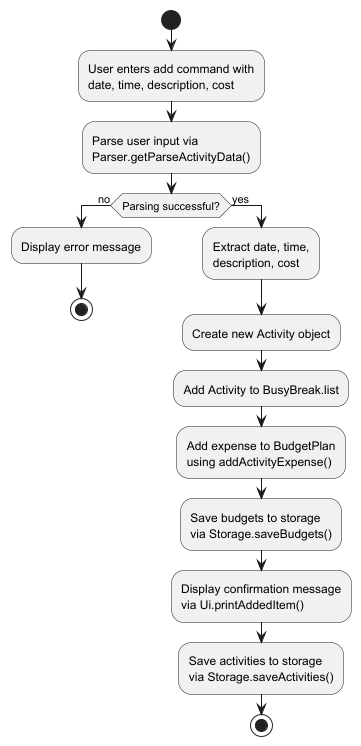 User enters add command with
date, time, description, cost
Parse user input via
Parser.getParseActivityData()
Parsing successful?
no
yes
Display error message
Extract date, time,
description, cost
Create new Activity object
Add Activity to BusyBreak.list
Add expense to BudgetPlan
using addActivityExpense()
Save budgets to storage
via Storage.saveBudgets()
Display confirmation message
via Ui.printAddedItem()
Save activities to storage
via Storage.saveActivities()